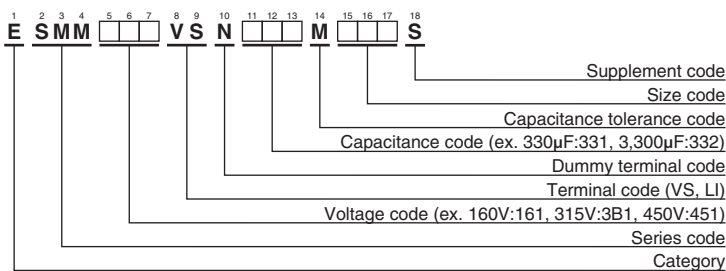 1 2 3 4 5 6 7 8 9 10 11 12 13 14 15 16 17 18
E SMM □□□ VS N □□□ M □□□ S
Supplement code
Size code
Capacitance tolerance code
Capacitance code (ex. 330µF:331, 3,300µF:332)
Dummy terminal code
Terminal code (VS, LI)
Voltage code (ex. 160V:161, 315V:3B1, 450V:451)
Series code
Category